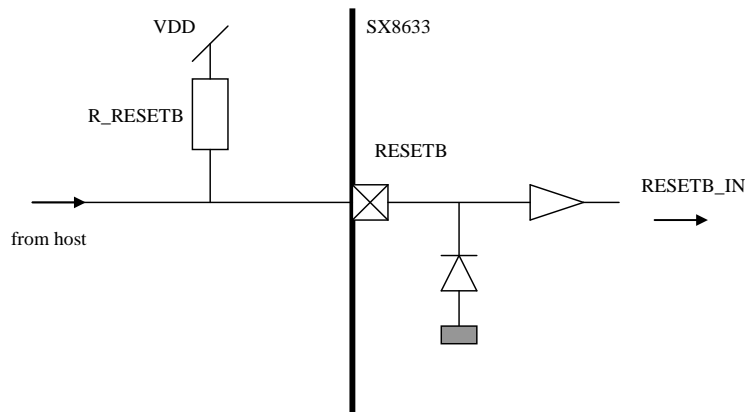 VDD
SX8633
R_RESETB
RESETB
RESETB_IN
from host